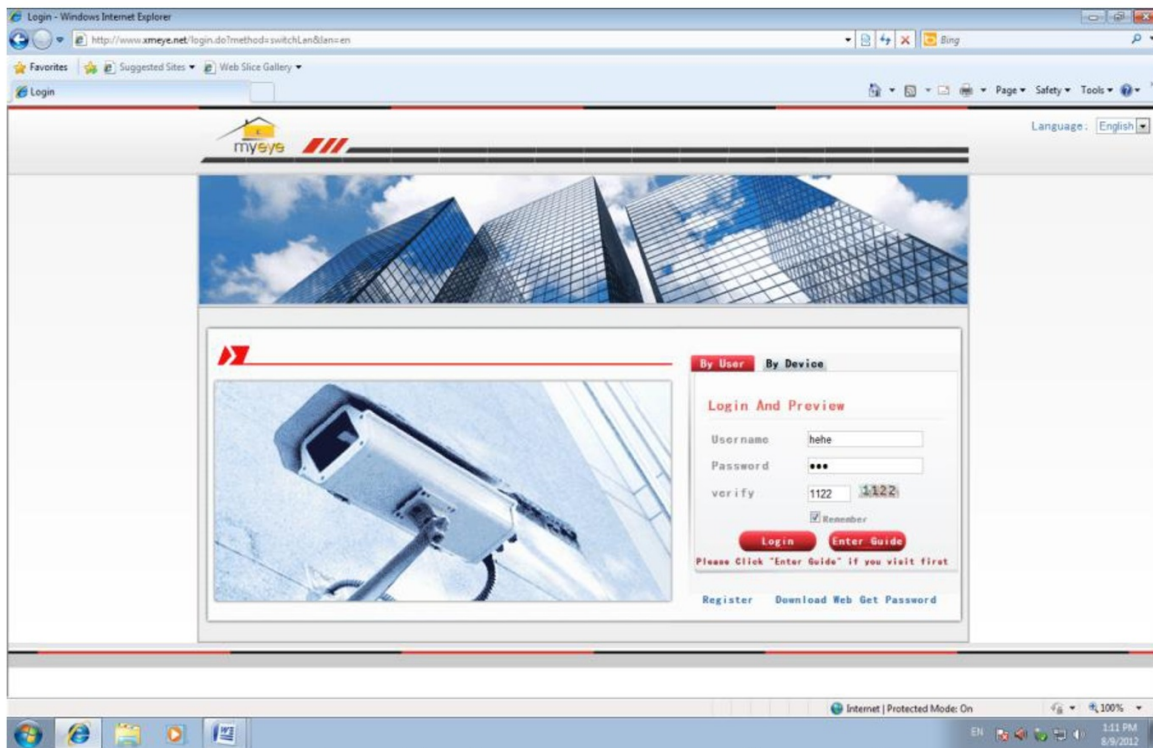 Login - Windows Internet Explorer
http://www.xmeye.net/login.do?method=switchLan&lan=en
Bing
Favorites Suggested Sites Web Slice Gallery
Login
Page Safety Tools
Language: English
myeye
By User By Device
Login And Preview
Username hehe
Password
verify 1122 1122
Remember
Login Enter Guide
Please Click "Enter Guide" if you visit first
Register Download Web Get Password
Internet | Protected Mode: On 100%
EN 1:11 PM
8/9/2012